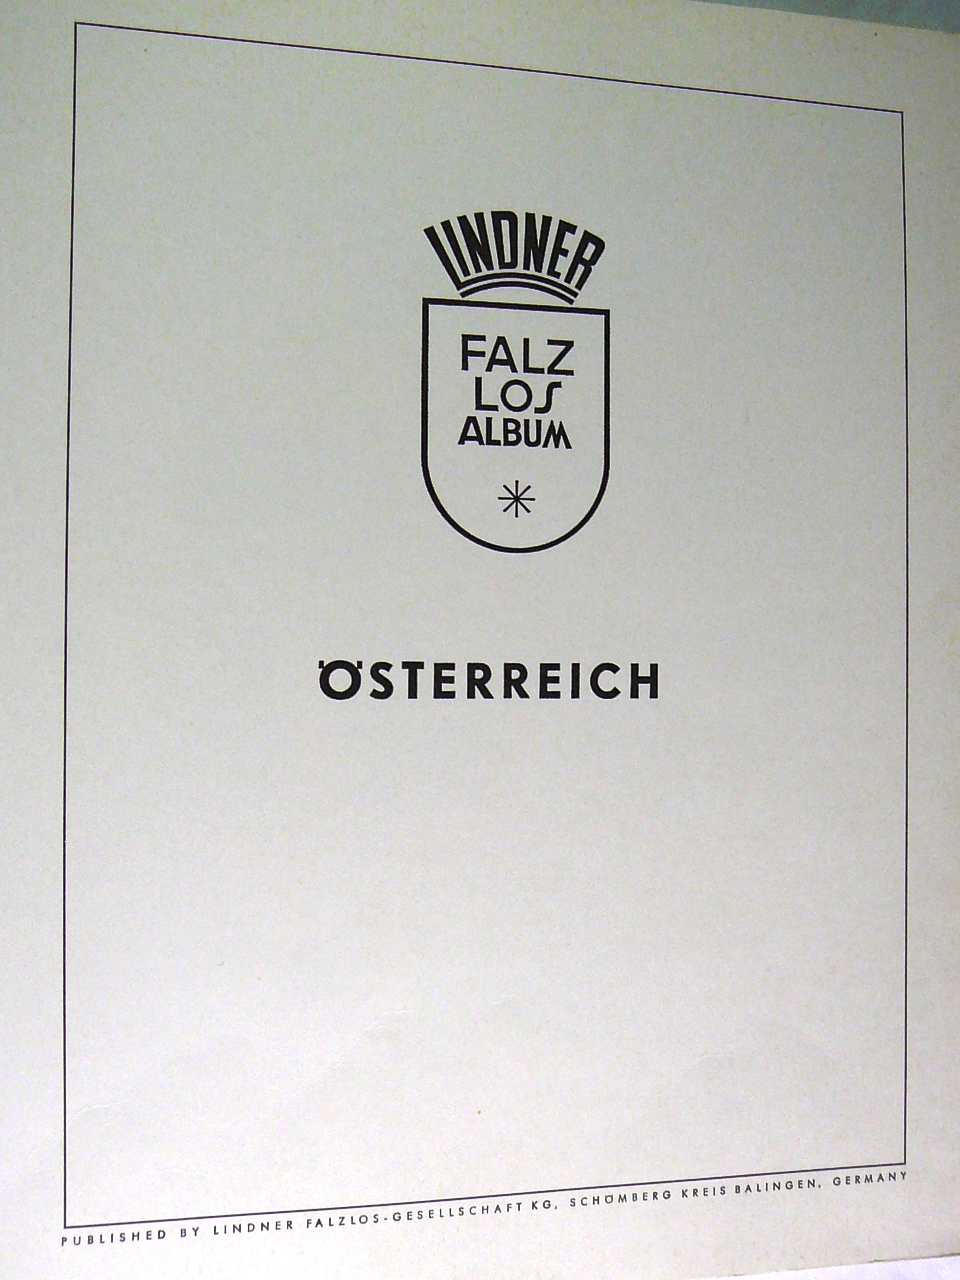 LINDNER
FALZ
LOS
ALBUM
ÖSTERREICH
PUBLISHED BY LINDNER FALZLOS-GESELLSCHAFT KG, SCHÖMBERG KREIS BALINGEN, GERMANY